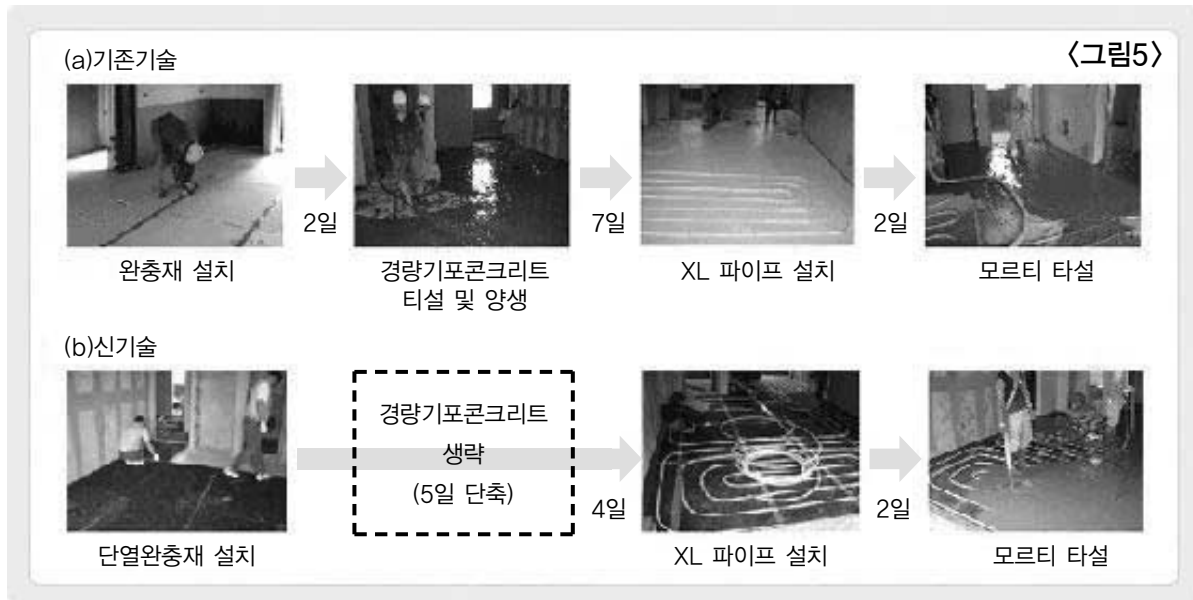 (a)기존기술
<그림5>
2일
7일
2일
완충재 설치
경량기포콘크리트
티설 및 양생
XL 파이프 설치
모르티 타설
(b)신기술
경량기포콘크리트
생략
(5일 단축)
4일
2일
단열완충재 설치
XL 파이프 설치
모르티 타설